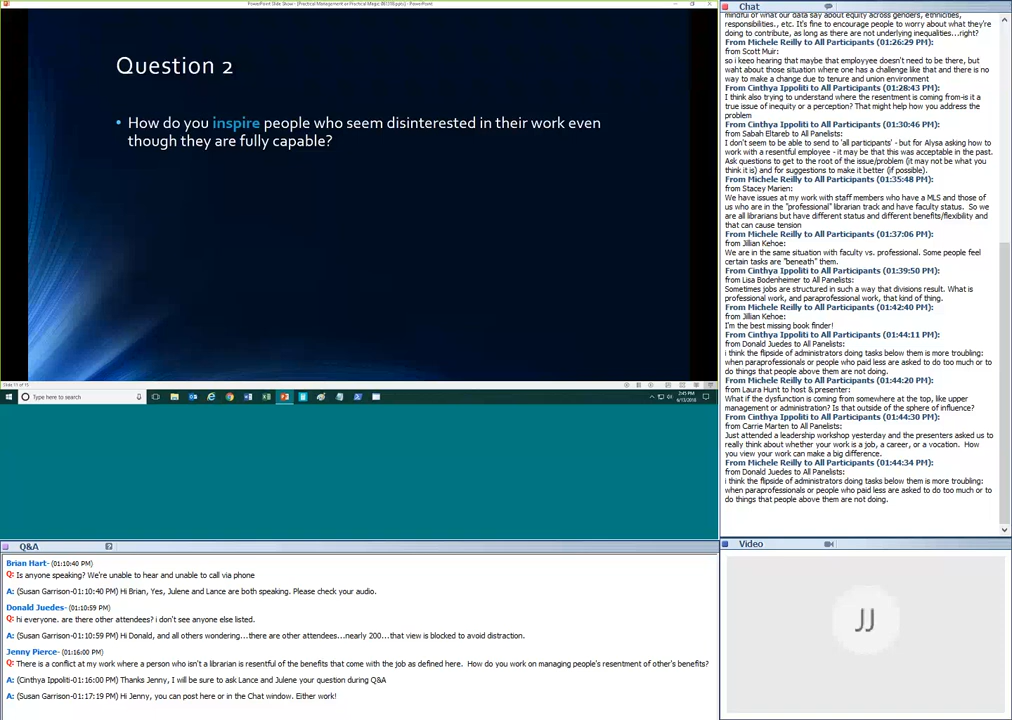 PowerPoint Slide Show - [Practical Management as Practical Magic
Question 2
• How do you inspire people who seem disinterested in their work even
though they are fully capable?
Slide 11 of 15
Type here to search
2:45 PM
6/13/2018
Chat
mindful of what our data say about equity across genders, ethnicities,
responsibilities., etc. It's fine to encourage people to worry about what they're
doing to contribute, as long as there are not underlying inequalities...right?
From Michele Reilly to All Participants (01:26:29 PM):
from Scott Muir:
so i keeo hearing that maybe that employyee doesn't need to be there, but
waht about those situation where one has a challenge like that and there is no
way to make a change due to tenure and union environment
From Cinthya Ippoliti to All Participants (01:28:43 PM):
I think also trying to understand where the resentment is coming from-is it a
true issue of inequity or a perception? That might help how you address the
problem
From Cinthya Ippoliti to All Participants (01:30:46 PM):
from Sabah Eltareb to All Panelists:
I don't seem to be able to send to 'all participants' - but for Alysa asking how to
work with a resentful employee - it may be that this was acceptable in the past.
Ask questions to get to the root of the issue/problem (it may not be what you
think it is) and for suggestions to make it better (if possible).
From Michele Reilly to All Participants (01:35:48 PM):
from Stacey Marien:
We have issues at my work with staff members who have a MLS and those of
us who are in the "professional" librarian track and have faculty status.  So we
are all librarians but have different status and different benefits/flexibility and
that can cause tension
From Michele Reilly to All Participants (01:37:06 PM):
from Jillian Kehoe:
We are in the same situation with faculty vs. professional. Some people feel
certain tasks are "beneath" them.
From Cinthya Ippoliti to All Participants (01:39:50 PM):
from Lisa Bodenheimer to All Panelists:
Sometimes jobs are structured in such a way that divisions result. What is
professional work, and paraprofessional work, that kind of thing.
From Michele Reilly to All Participants (01:42:40 PM):
from Jillian Kehoe:
I'm the best missing book finder!
From Cinthya Ippoliti to All Participants (01:44:11 PM):
from Donald Juedes to All Panelists:
i think the flipside of administrators doing tasks below them is more troubling:
when paraprofessionals or people who paid less are asked to do too much or to
do things that people above them are not doing.
From Michele Reilly to All Participants (01:44:20 PM):
from Laura Hunt to host & presenter:
What if the dysfunction is coming from somewhere at the top, like upper
management or administration? Is that outside of the sphere of influence?
From Cinthya Ippoliti to All Participants (01:44:30 PM):
from Carrie Marten to All Panelists:
Just attended a leadership workshop yesterday and the presenters asked us to
really think about whether your work is a job, a career, or a vocation.  How
you view your work can make a big difference.
From Michele Reilly to All Participants (01:44:34 PM):
from Donald Juedes to All Panelists:
i think the flipside of administrators doing tasks below them is more troubling:
when paraprofessionals or people who paid less are asked to do too much or to
do things that people above them are not doing.
Q&A
Brian Hart- (01:10:40 PM)
Q: Is anyone speaking? We're unable to hear and unable to call via phone
A: (Susan Garrison-01:10:40 PM) Hi Brian, Yes, Julene and Lance are both speaking. Please check your audio.
Donald Juedes- (01:10:59 PM)
Q: hi everyone. are there other attendees? i don't see anyone else listed.
A: (Susan Garrison-01:10:59 PM) Hi Donald, and all others wondering...there are other attendees...nearly 200...that view is blocked to avoid distraction.
Jenny Pierce- (01:16:00 PM)
Q: There is a conflict at my work where a person who isn't a librarian is resentful of the benefits that come with the job as defined here.  How do you work on managing people's resentment of other's benefits?
A: (Cinthya Ippoliti-01:16:00 PM) Thanks Jenny, I will be sure to ask Lance and Julene your question during Q&A
A: (Susan Garrison-01:17:19 PM) Hi Jenny, you can post here or in the Chat window. Either work!
Video
JJ